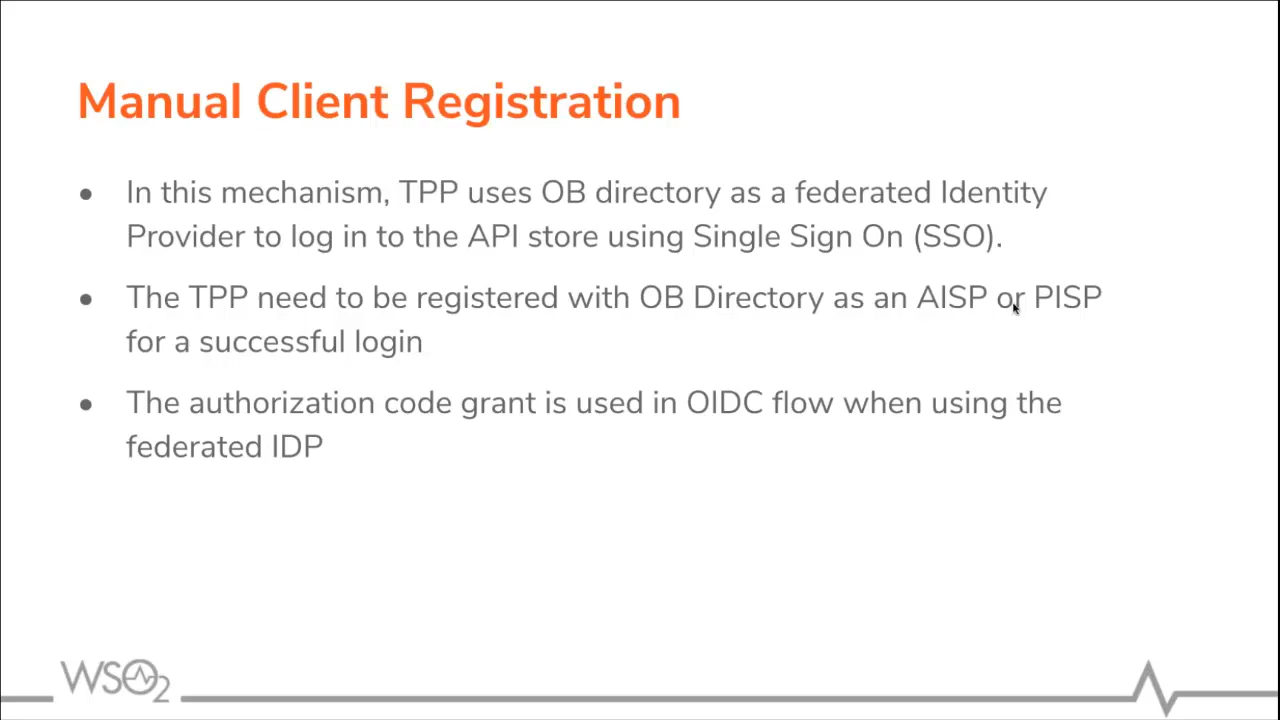 Manual Client Registration
● In this mechanism, TPP uses OB directory as a federated Identity
Provider to log in to the API store using Single Sign On (SSO).
● The TPP need to be registered with OB Directory as an AISP or PISP
for a successful login
● The authorization code grant is used in OIDC flow when using the
federated IDP
WSO2